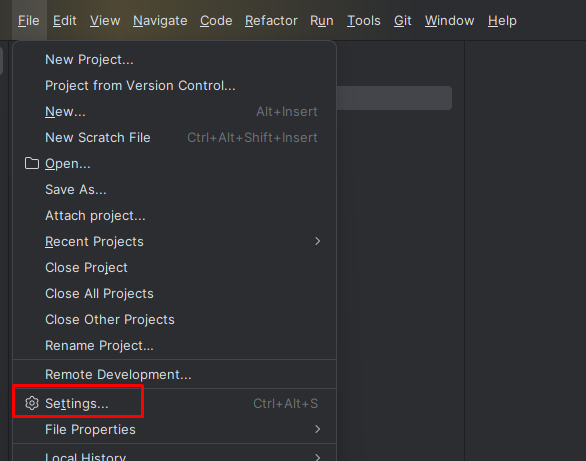 File Edit View Navigate Code Refactor Run Tools Git Window Help
New Project...
Project from Version Control...
New... Alt+Insert
New Scratch File Ctrl+Alt+Shift+Insert
Open...
Save As...
Attach project...
Recent Projects
Close Project
Close All Projects
Close Other Projects
Rename Project...
Remote Development...
Settings... Ctrl+Alt+S
File Properties
Local History